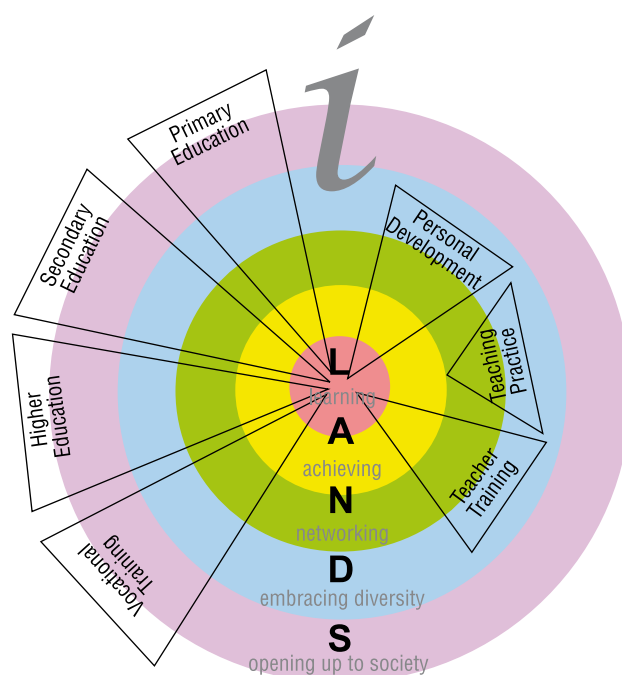 i
Primary
Education
Secondary
Education
Higher
Education
Vocational
Training
Personal
Development
Teaching
Practice
Teacher
Training
L
learning
A
achieving
N
networking
D
embracing diversity
S
opening up to society